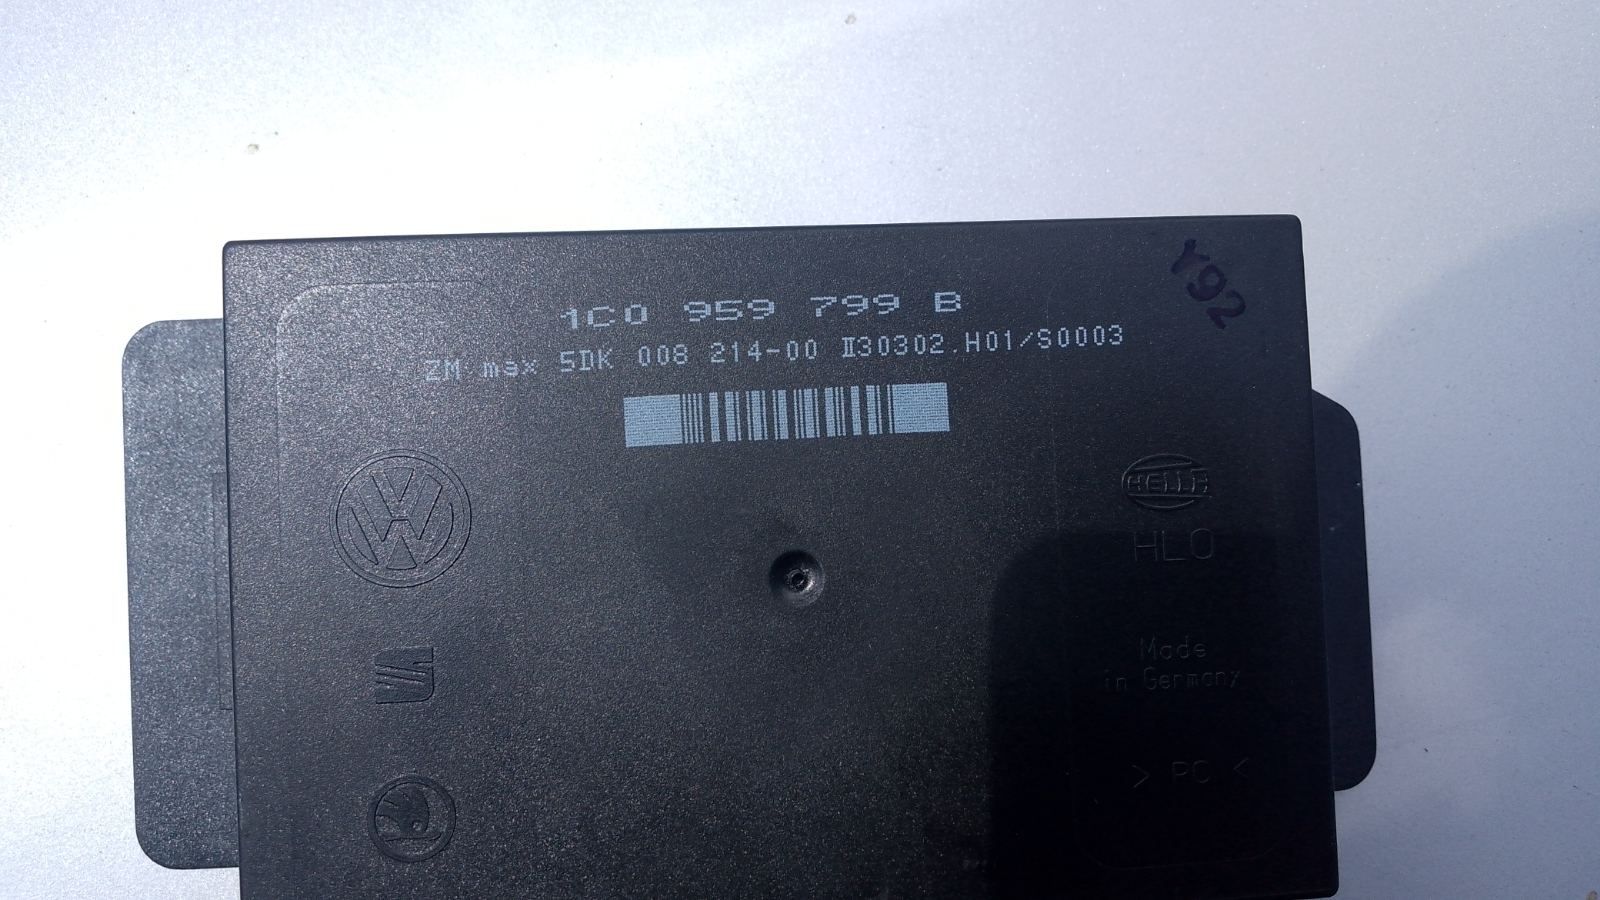 Y92
1C0 959 799 B
ZM max 5DK 008 214-00 II30302.H01/S0003
HELLA
HLO
Made
in Germany
> PC <